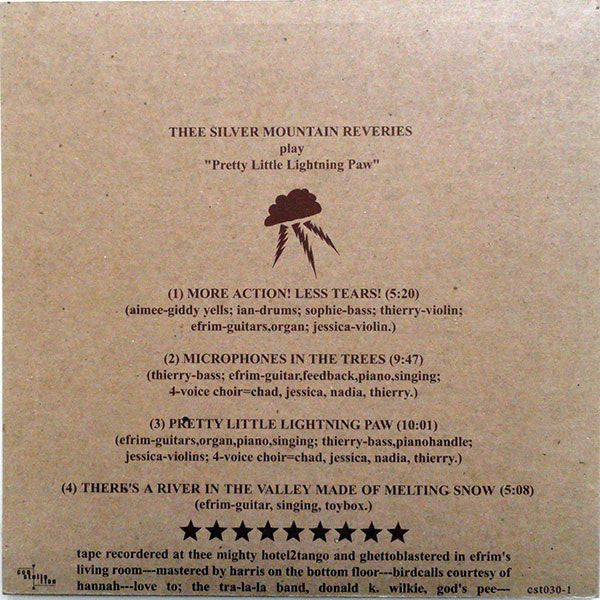 THEE SILVER MOUNTAIN REVERIES
play
"Pretty Little Lightning Paw"
(1) MORE ACTION! LESS TEARS! (5:20)
(aimee-giddy yells; ian-drums; sophie-bass; thierry-violin;
efrim-guitars,organ; jessica-violin.)
(2) MICROPHONES IN THE TREES (9:47)
(thierry-bass; efrim-guitar,feedback,piano,singing;
4-voice choir=chad, jessica, nadia, thierry.)
(3) PRETTY LITTLE LIGHTNING PAW (10:01)
(efrim-guitars,organ,piano,singing; thierry-bass,pianohandle;
jessica-violins; 4-voice choir=chad, jessica, nadia, thierry.)
(4) THERE'S A RIVER IN THE VALLEY MADE OF MELTING SNOW (5:08)
(efrim-guitar, singing, toybox.)
tape recordered at thee mighty hotel2tango and ghettoblastered in efrim's
living room---mastered by harris on the bottom floor---birdcalls courtesy of
hannah---love to; the tra-la-la band, donald k. wilkie, god's pee---
cst030-1